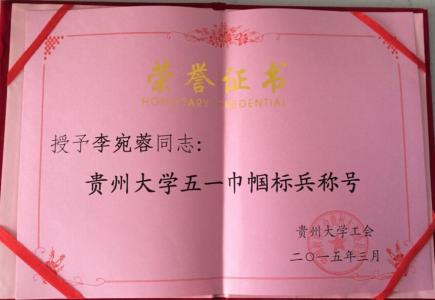 荣誉证书
HONORARY CREDENTIAL
授予李宛蓉同志：
贵州大学五一巾帼标兵称号
贵州大学工会
二〇一五年三月